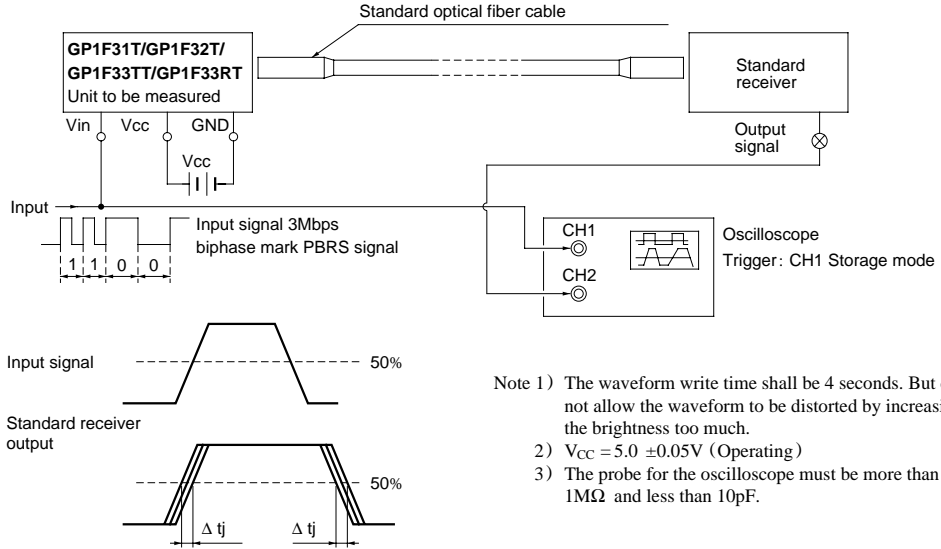 Standard optical fiber cable
GP1F31T/GP1F32T/
GP1F33TT/GP1F33RT
Unit to be measured
Vin Vcc GND
Vcc
Standard
receiver
Output
signal
Input
Input signal 3Mbps
biphase mark PBRS signal
1 1 0 0
CH1
CH2
Oscilloscope
Trigger: CH1 Storage mode
Input signal
50%
Standard receiver
output
50%
Δ tj Δ tj
Note 1) The waveform write time shall be 4 seconds. But
not allow the waveform to be distorted by
the brightness too much.
2) VCC = 5.0 ±0.05V (Operating)
3) The probe for the oscilloscope must be more than
1MΩ and less than 10pF.